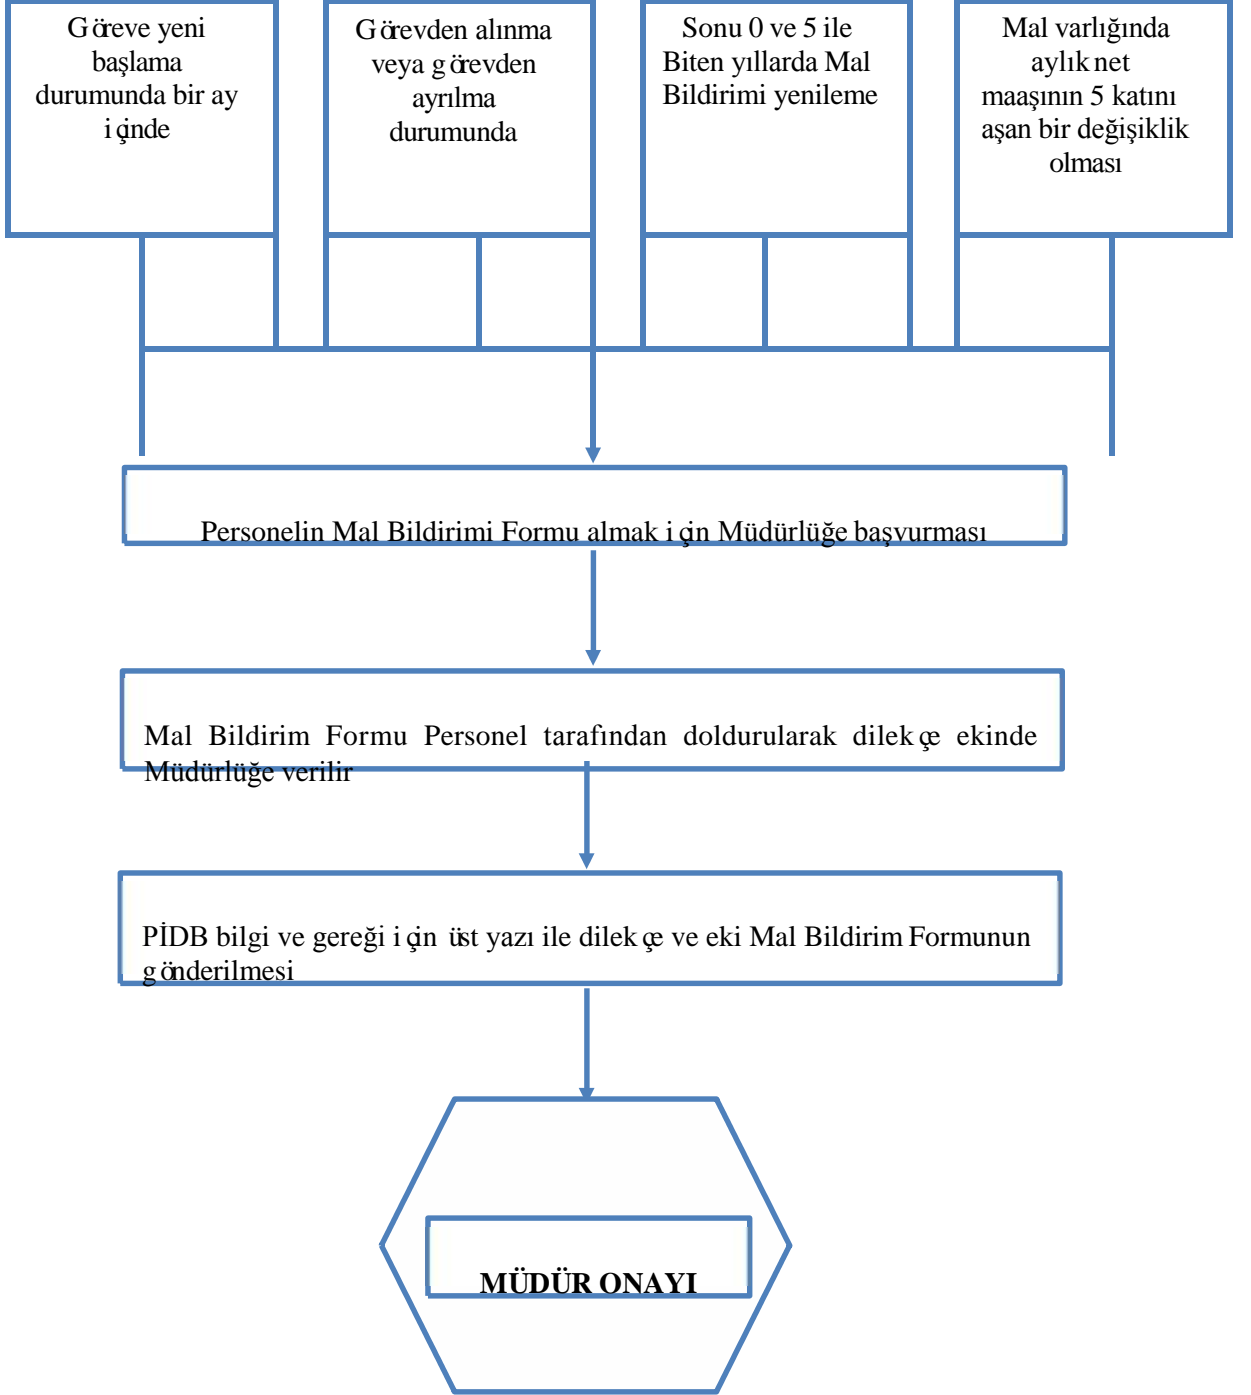 Göreve yeni
başlama
durumunda bir ay
içinde
Görevden alınma
veya görevden
ayrılma
durumunda
Sonu 0 ve 5 ile
Biten yıllarda Mal
Bildirimi yenileme
Mal varlığında
aylık net
maaşının 5 katını
aşan bir değişiklik
olması
Personelin Mal Bildirimi Formu almak için Müdürlüğe başvurması
Mal Bildirim Formu Personel tarafından doldurularak dilekçe ekinde
Müdürlüğe verilir
PİDB bilgi ve gereği için üst yazı ile dilekçe ve eki Mal Bildirim Formunun
gönderilmesi
MÜDÜR ONAYI